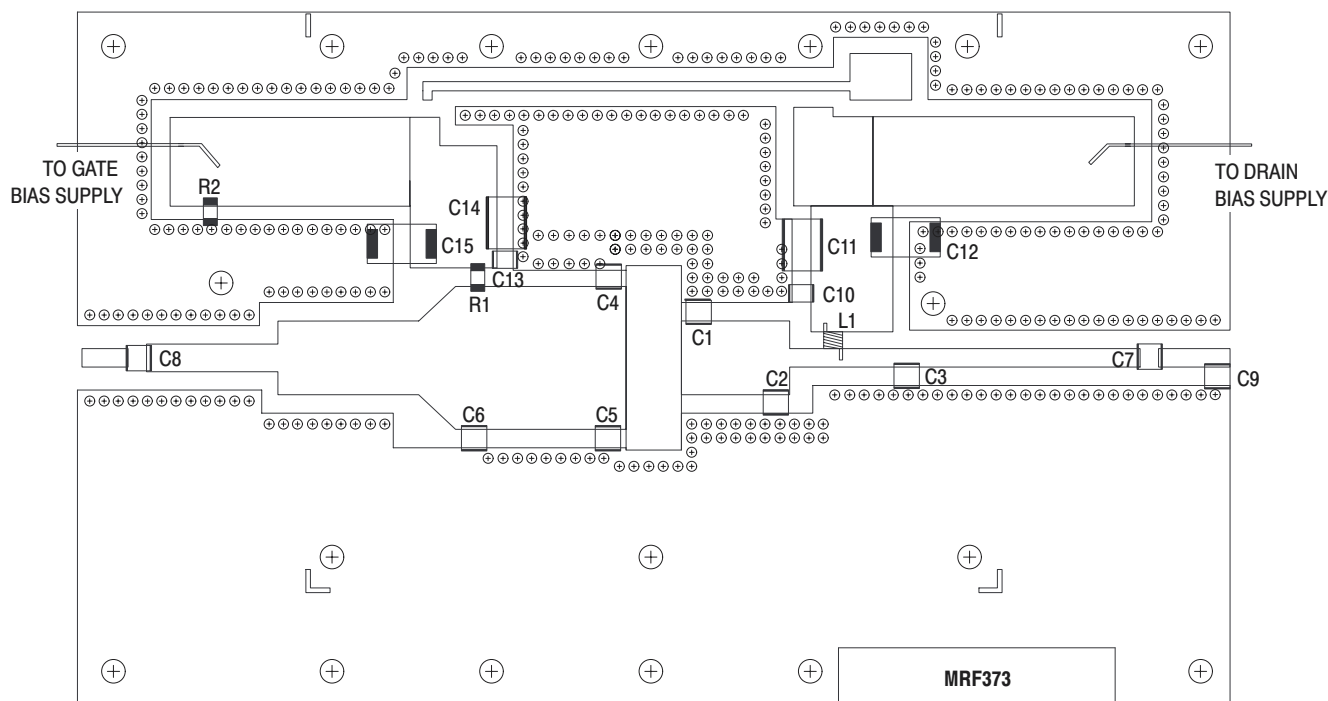 TO GATE
BIAS SUPPLY
TO DRAIN
BIAS SUPPLY
R2
C14
C15
C11
C12
C13
R1
C4
C10
C1
L1
C8
C7
C2
C3
C9
C6
C5
MRF373